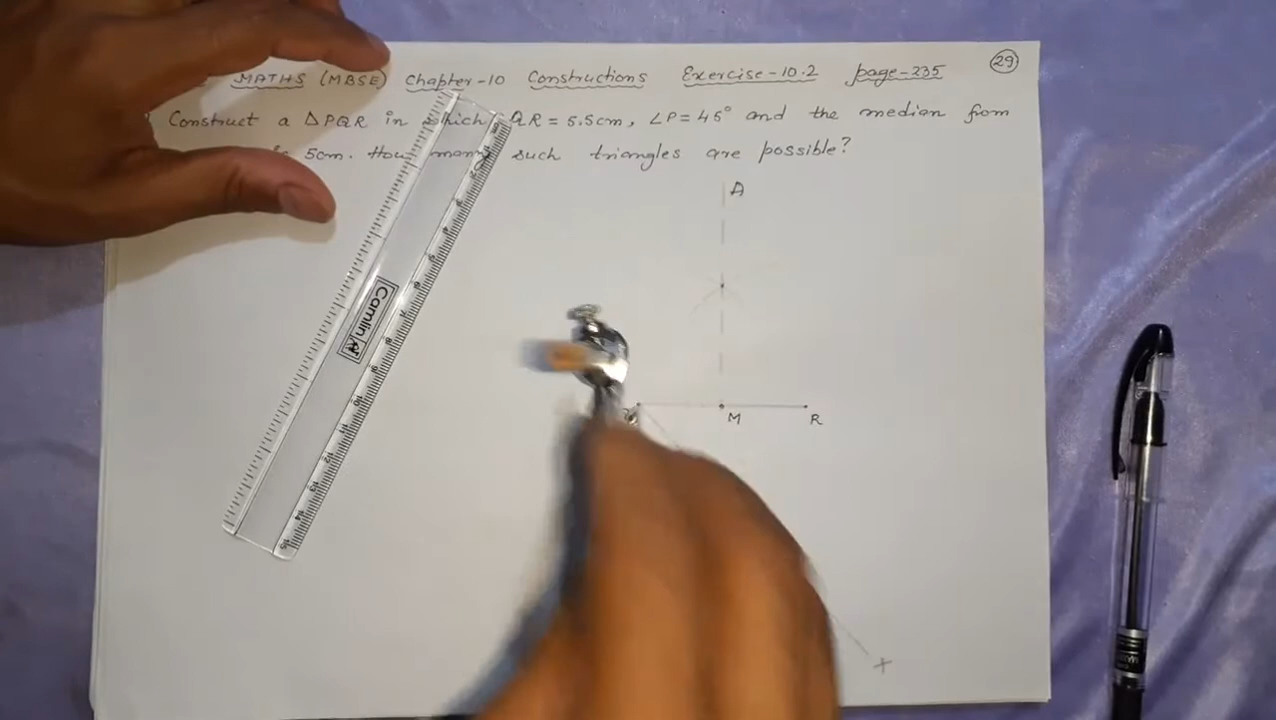 MATHS (MBSE) Chapter-10 Constructions Exercise-10.2 page-235 29
Construct a △PQR in which QR = 5.5cm, ∠P = 45° and the median from
5cm. How many such triangles are possible?
A
M R
X
Camlin